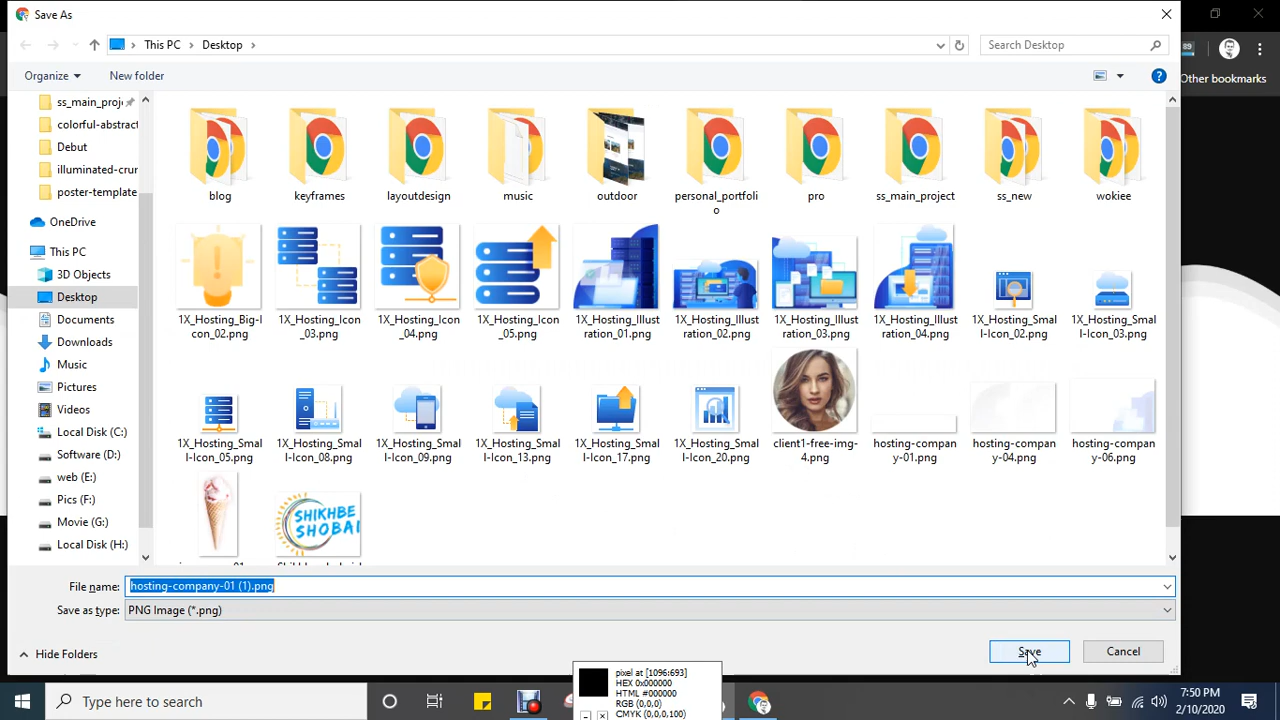 Save As
89
This PC
Desktop
Search Desktop
Other bookmarks
Organize
New folder
ss_main_proj
colorful-abstract
Debut
illuminated-crun
poster-template
OneDrive
This PC
3D Objects
Desktop
Documents
Downloads
Music
Pictures
Videos
Local Disk (C:)
Software (D:)
web (E:)
Pics (F:)
Movie (G:)
Local Disk (H:)
blog
keyframes
layoutdesign
music
outdoor
personal_portfoli
o
pro
ss_main_project
ss_new
wokiee
1X_Hosting_Big-I
con_02.png
1X_Hosting_Icon
_03.png
1X_Hosting_Icon
_04.png
1X_Hosting_Icon
_05.png
1X_Hosting_Illust
ration_01.png
1X_Hosting_Illust
ration_02.png
1X_Hosting_Illust
ration_03.png
1X_Hosting_Illust
ration_04.png
1X_Hosting_Smal
l-Icon_02.png
1X_Hosting_Smal
l-Icon_03.png
1X_Hosting_Smal
l-Icon_05.png
1X_Hosting_Smal
l-Icon_08.png
1X_Hosting_Smal
l-Icon_09.png
1X_Hosting_Smal
l-Icon_13.png
1X_Hosting_Smal
l-Icon_17.png
1X_Hosting_Smal
l-Icon_20.png
client1-free-img-
4.png
hosting-compa
ny-01.png
hosting-compan
y-04.png
hosting-compan
y-06.png
SHIKHBE
SHOBAI
File name:
hosting-company-01 (1).png
Save as type:
PNG Image (*.png)
Hide Folders
Save
Cancel
pixel at [1096:693]
HEX 0x000000
HTML #000000
RGB (0,0,0)
CMYK (0,0,0,100)
Type here to search
7:50 PM
2/10/2020